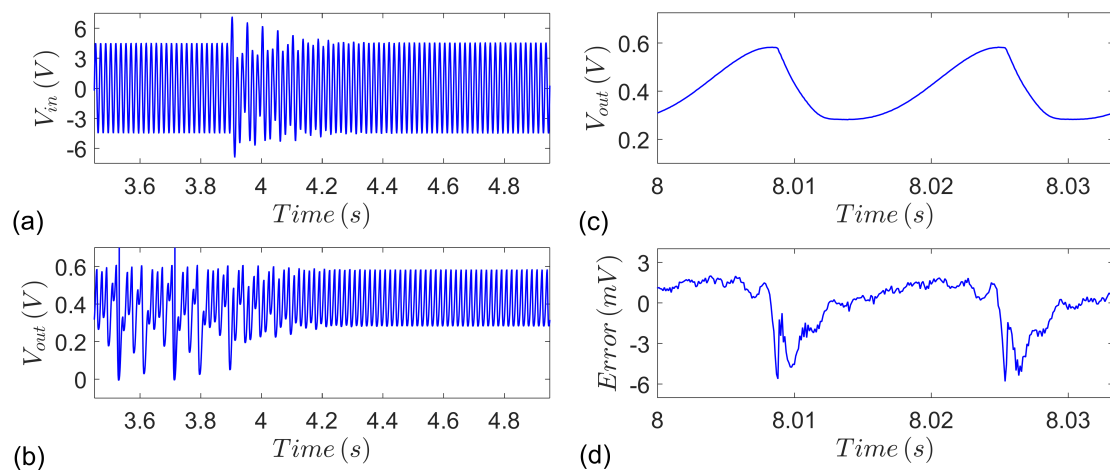 6
3
0
-3
-6
V_in (V)
3.6 3.8 4 4.2 4.4 4.6 4.8
Time (s)
(a)
0.6
0.4
0.2
V_out (V)
8 8.01 8.02 8.03
Time (s)
(c)
0.6
0.4
0.2
0
V_out (V)
3.6 3.8 4 4.2 4.4 4.6 4.8
Time (s)
(b)
3
0
-3
-6
Error (mV)
8 8.01 8.02 8.03
Time (s)
(d)